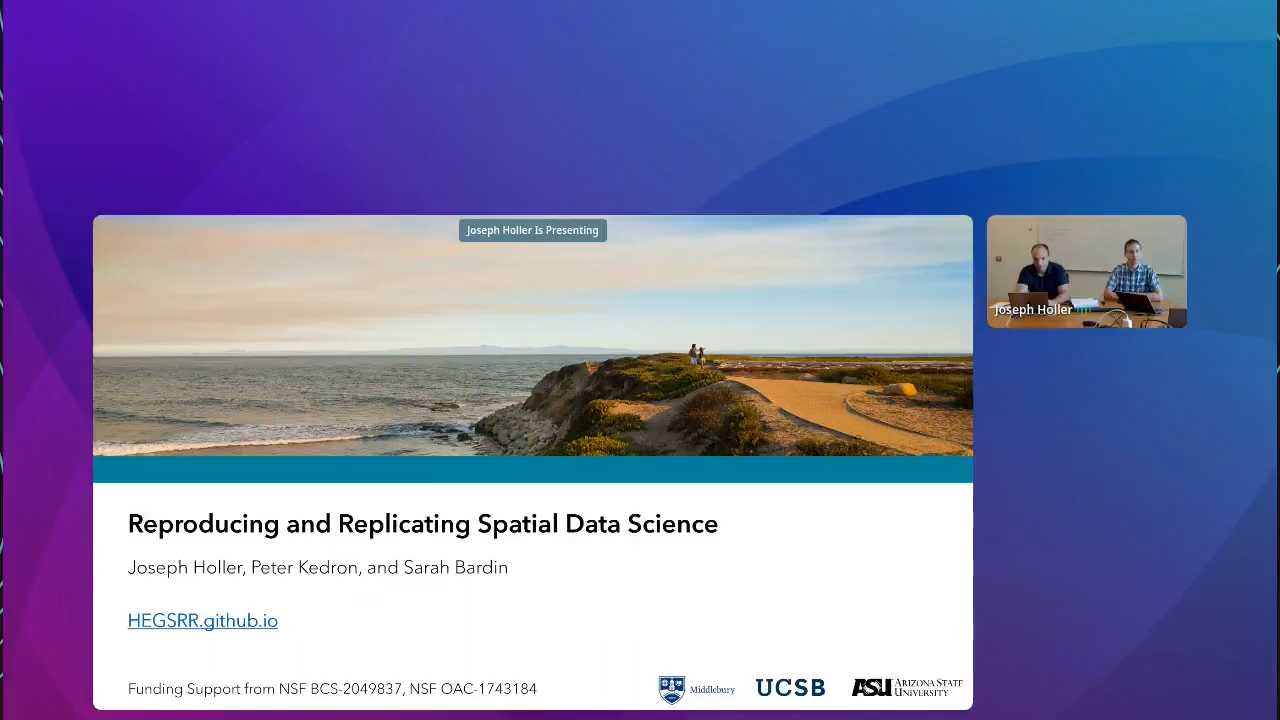 Joseph Holler Is Presenting
Joseph Holler
Reproducing and Replicating Spatial Data Science
Joseph Holler, Peter Kedron, and Sarah Bardin
HEGSRR.github.io
Funding Support from NSF BCS-2049837, NSF OAC-1743184
Middlebury
UCSB
ASU ARIZONA STATE
UNIVERSITY